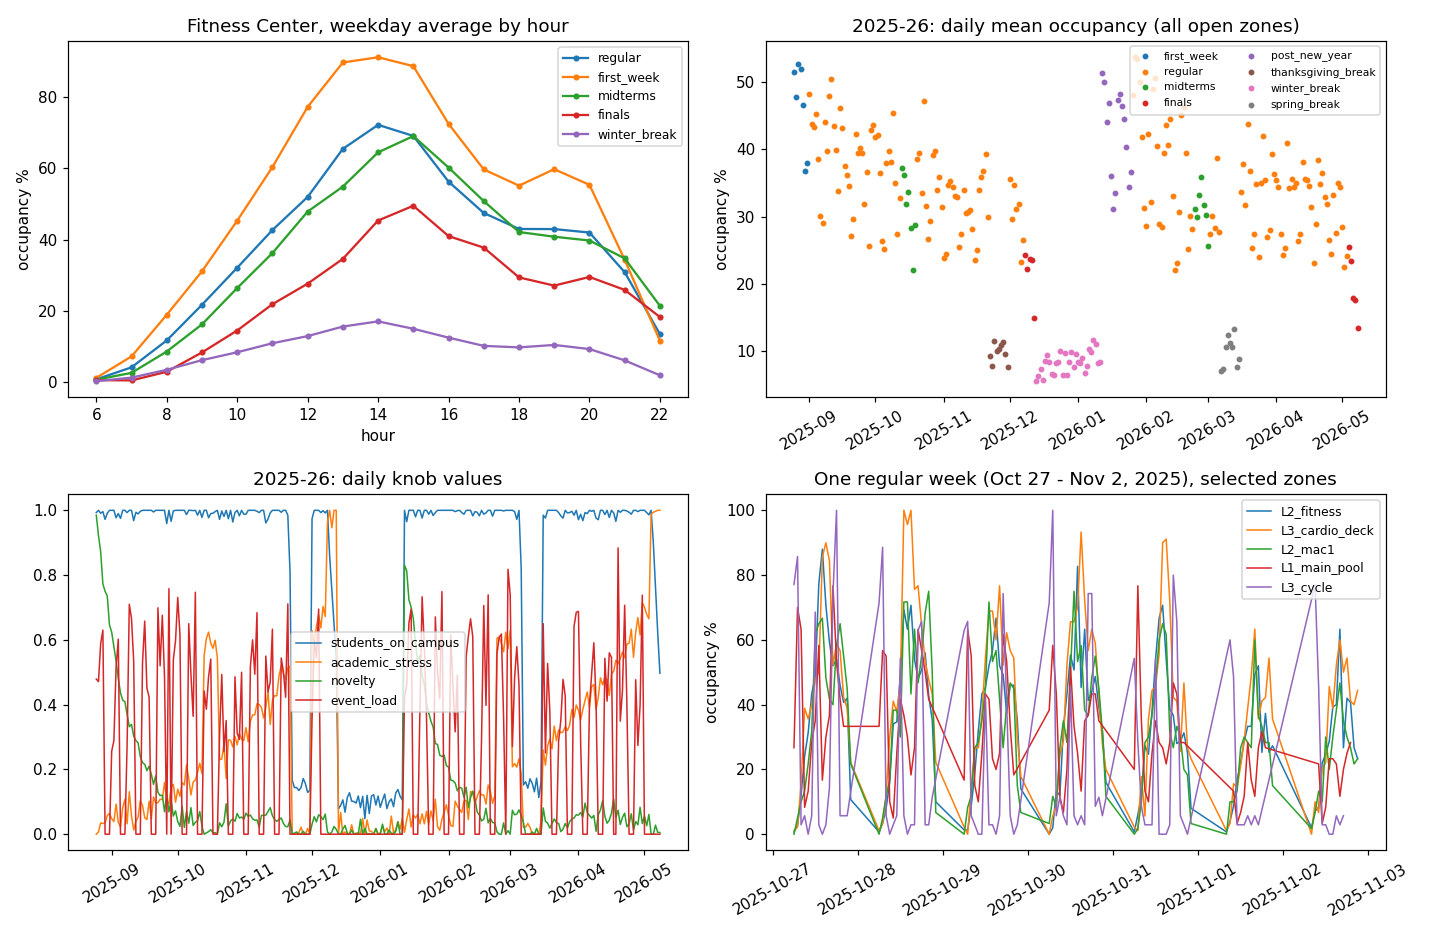 Fitness Center, weekday average by hour
occupancy %
80
60
40
20
0
6 8 10 12 14 16 18 20 22
hour
regular
first_week
midterms
finals
winter_break
2025-26: daily mean occupancy (all open zones)
occupancy %
50
40
30
20
10
2025-09 2025-10 2025-11 2025-12 2026-01 2026-02 2026-03 2026-04 2026-05
first_week
regular
midterms
finals
post_new_year
thanksgiving_break
winter_break
spring_break
2025-26: daily knob values
1.0
0.8
0.6
0.4
0.2
0.0
2025-09 2025-10 2025-11 2025-12 2026-01 2026-02 2026-03 2026-04 2026-05
students_on_campus
academic_stress
novelty
event_load
One regular week (Oct 27 - Nov 2, 2025), selected zones
occupancy %
100
80
60
40
20
0
2025-10-27 2025-10-28 2025-10-29 2025-10-30 2025-10-31 2025-11-01 2025-11-02 2025-11-03
L2_fitness
L3_cardio_deck
L2_mac1
L1_main_pool
L3_cycle